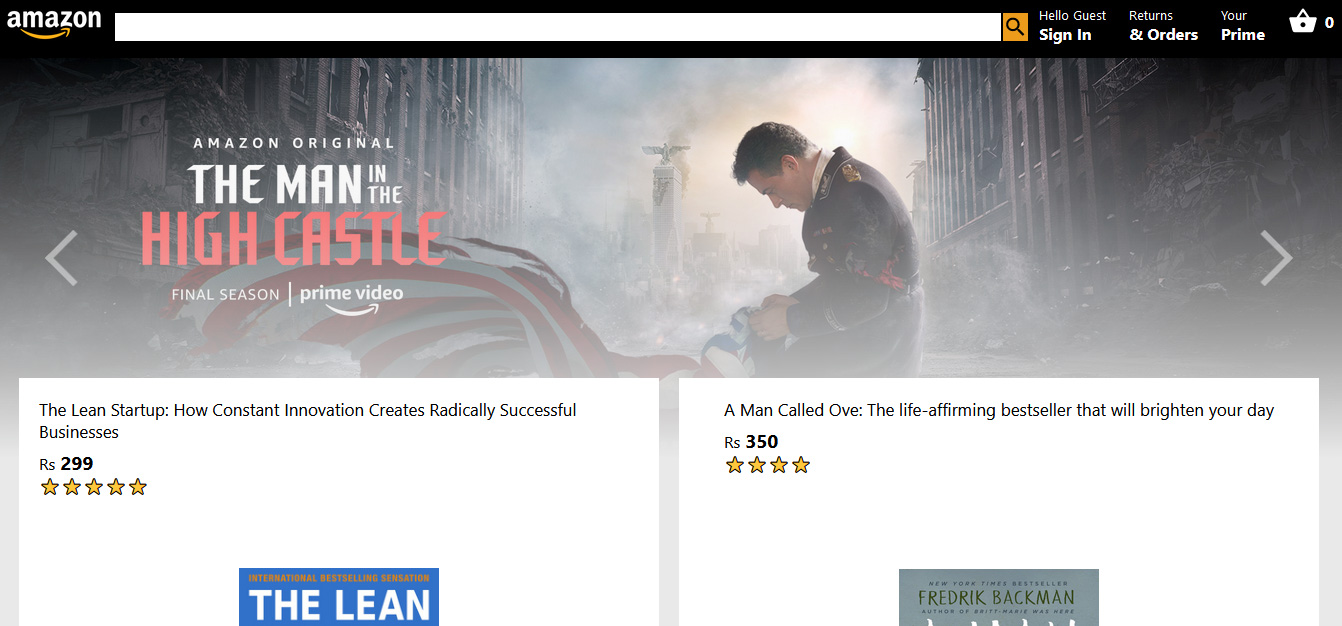 amazon
Hello Guest
Sign In
Returns
& Orders
Your
Prime
0
AMAZON ORIGINAL
THE MAN IN THE
HIGH CASTLE
FINAL SEASON | prime video
The Lean Startup: How Constant Innovation Creates Radically Successful
Businesses
Rs 299
A Man Called Ove: The life-affirming bestseller that will brighten your day
Rs 350
INTERNATIONAL BESTSELLING SENSATION
THE LEAN
NEW YORK TIMES BESTSELLER
FREDRIK BACKMAN
AUTHOR OF BRITT-MARIE WAS HERE